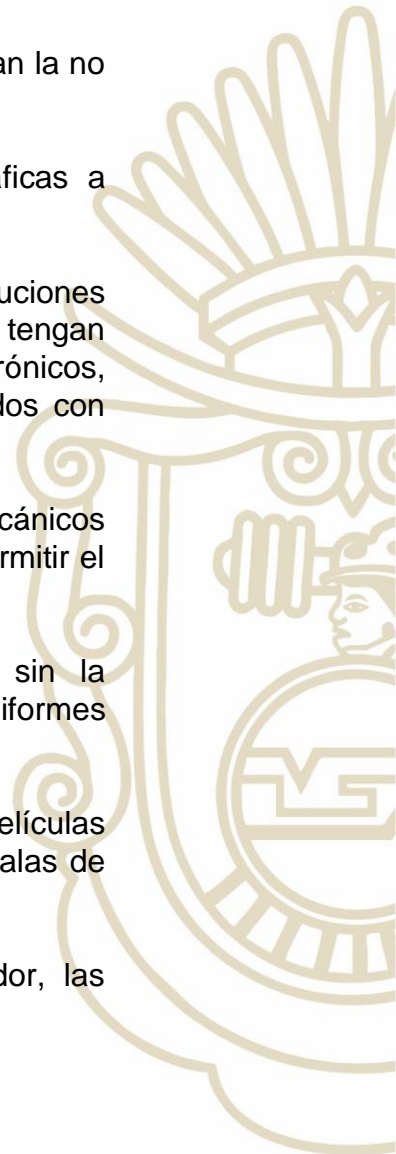 an la no
ficas a
uciones
tengan
rónicos,
dos con
cánicos
rmitir el
sin la
iformes
elículas
alas de
dor, las